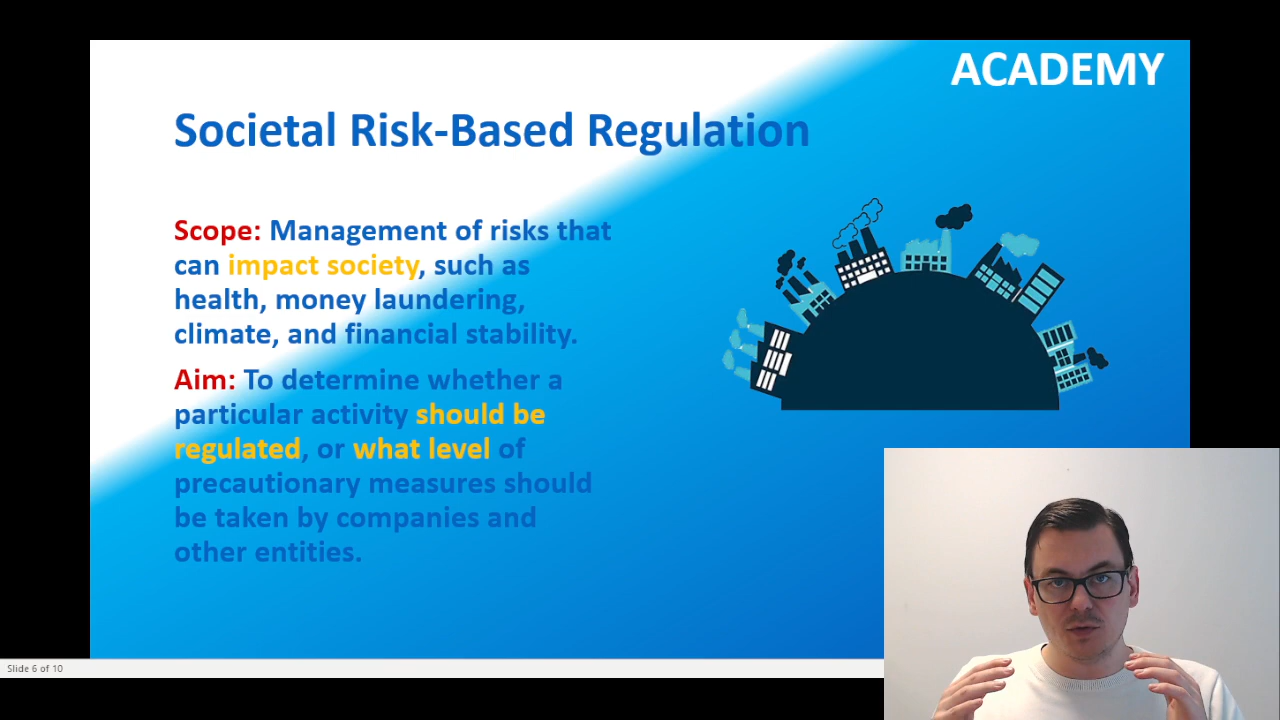 ACADEMY
Societal Risk-Based Regulation
Scope: Management of risks that
can impact society, such as
health, money laundering,
climate, and financial stability.
Aim: To determine whether a
particular activity should be
regulated, or what level of
precautionary measures should
be taken by companies and
other entities.
Slide 6 of 10